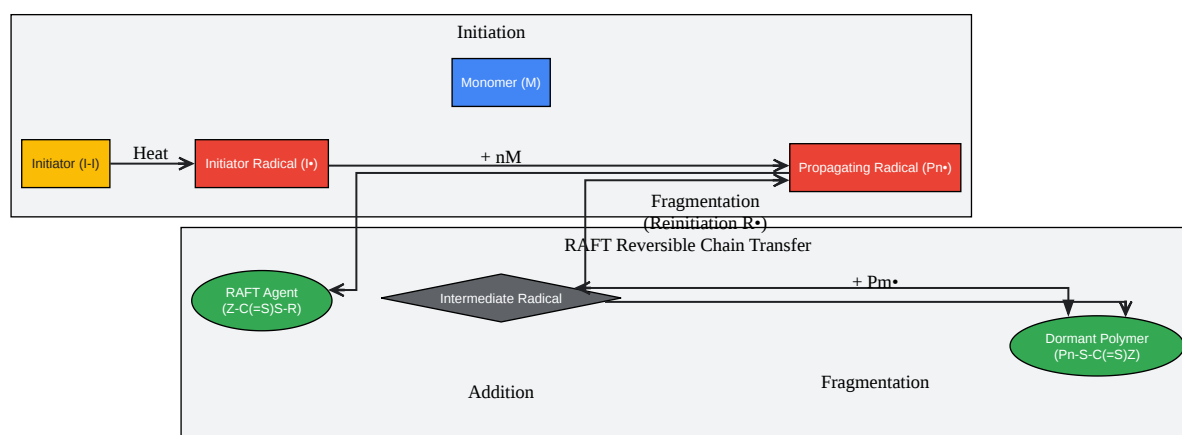 Initiation
Monomer (M)
Initiator (I-I)
Heat
Initiator Radical (I•)
+ nM
Propagating Radical (Pn•)
Fragmentation
(Reinitiation R•)
RAFT Reversible Chain Transfer
RAFT Agent
(Z-C(=S)S-R)
Intermediate Radical
+ Pm•
Dormant Polymer
(Pn-S-C(=S)Z)
Addition
Fragmentation